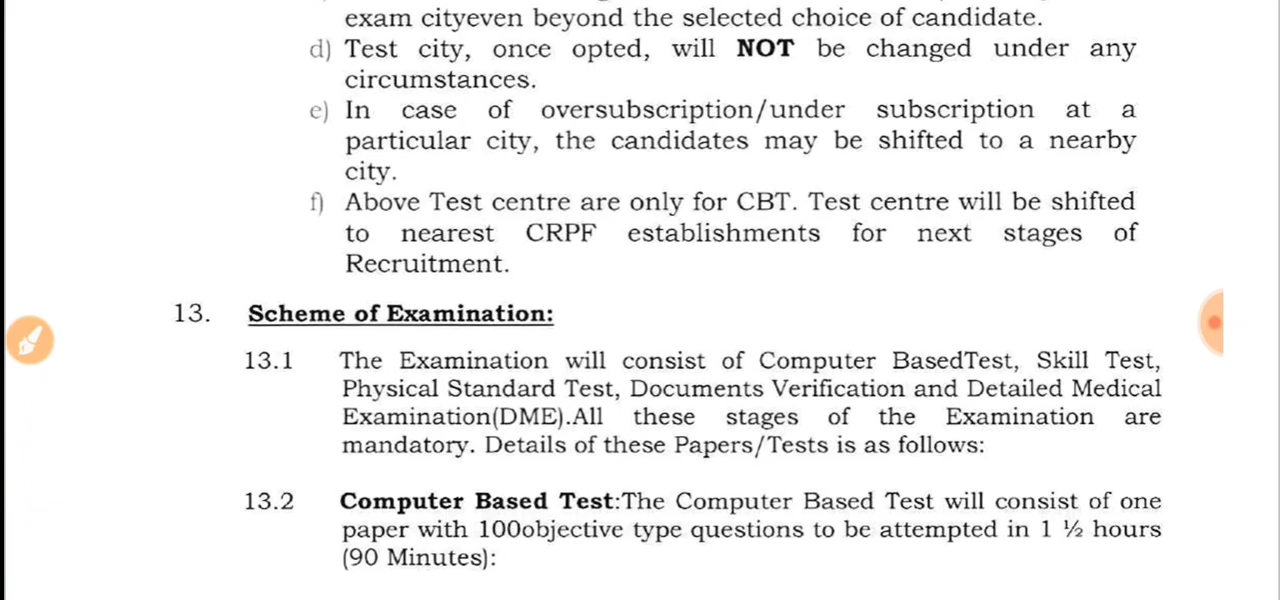 exam cityeven beyond the selected choice of candidate.
d) Test city, once opted, will NOT be changed under any
circumstances.
e) In case of oversubscription/under subscription at a
particular city, the candidates may be shifted to a nearby
city.
f) Above Test centre are only for CBT. Test centre will be shifted
to nearest CRPF establishments for next stages of
Recruitment.
13. Scheme of Examination:
13.1 The Examination will consist of Computer BasedTest, Skill Test,
Physical Standard Test, Documents Verification and Detailed Medical
Examination(DME).All these stages of the Examination are
mandatory. Details of these Papers/Tests is as follows:
13.2 Computer Based Test:The Computer Based Test will consist of one
paper with 100objective type questions to be attempted in 1 ½ hours
(90 Minutes):